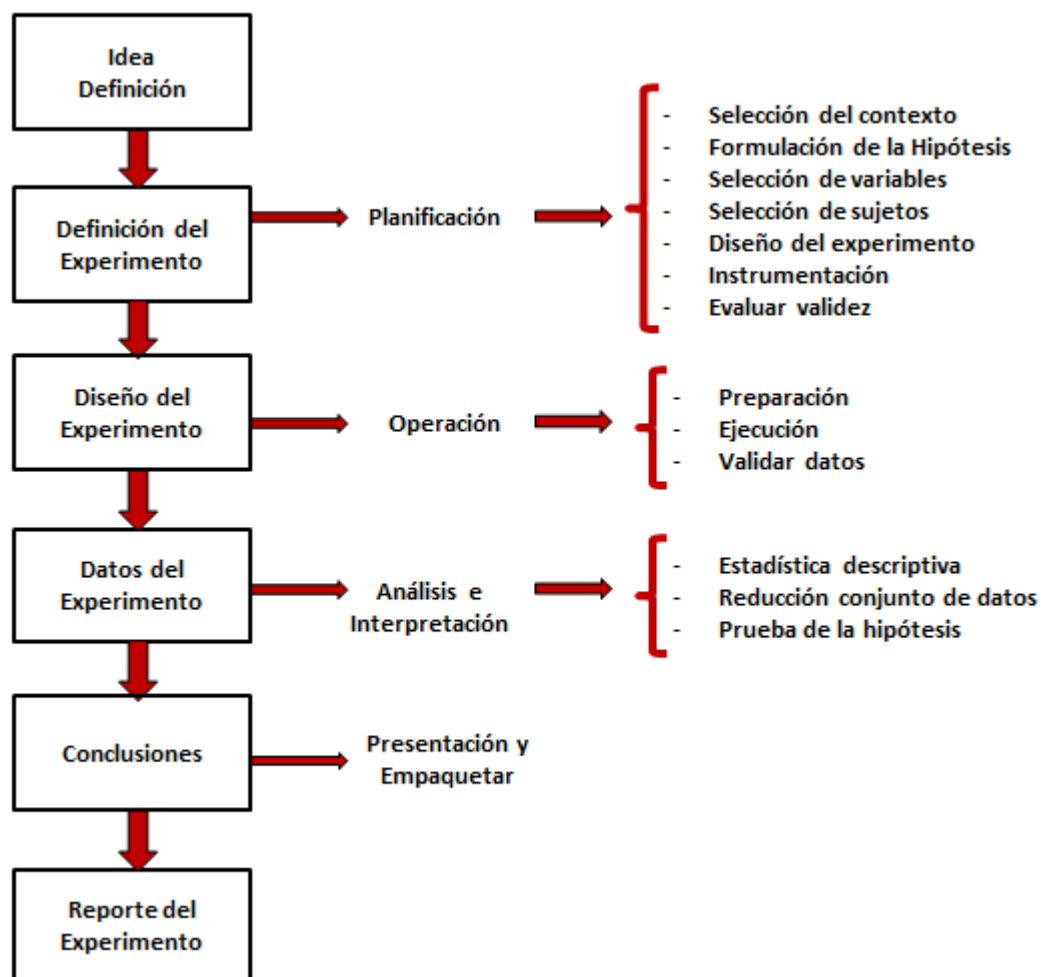 Idea
Definición
Definición del
Experimento
Planificación
- Selección del contexto
- Formulación de la Hipótesis
- Selección de variables
- Selección de sujetos
- Diseño del experimento
- Instrumentación
- Evaluar validez
Diseño del
Experimento
Operación
- Preparación
- Ejecución
- Validar datos
Datos del
Experimento
Análisis e
Interpretación
- Estadística descriptiva
- Reducción conjunto de datos
- Prueba de la hipótesis
Conclusiones
Presentación y
Empaquetar
Reporte del
Experimento